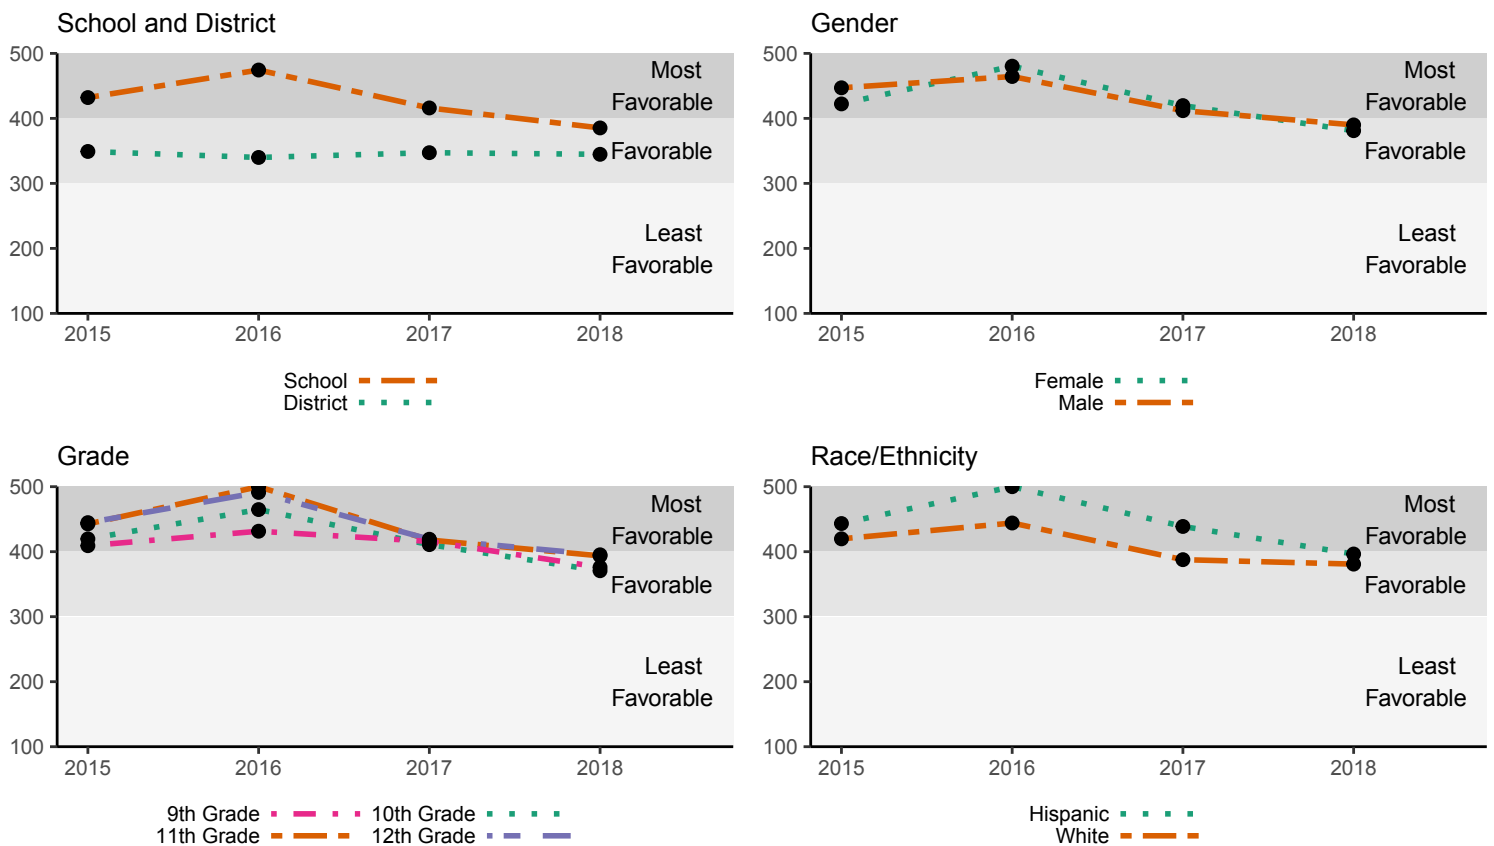 School and District
500
400
300
200
100
Most
Favorable
Favorable
Least
Favorable
2015 2016 2017 2018
School
District
Gender
500
400
300
200
100
Most
Favorable
Favorable
Least
Favorable
2015 2016 2017 2018
Female
Male
Grade
500
400
300
200
100
Most
Favorable
Favorable
Least
Favorable
2015 2016 2017 2018
9th Grade 10th Grade
11th Grade 12th Grade
Race/Ethnicity
500
400
300
200
100
Most
Favorable
Favorable
Least
Favorable
2015 2016 2017 2018
Hispanic
White